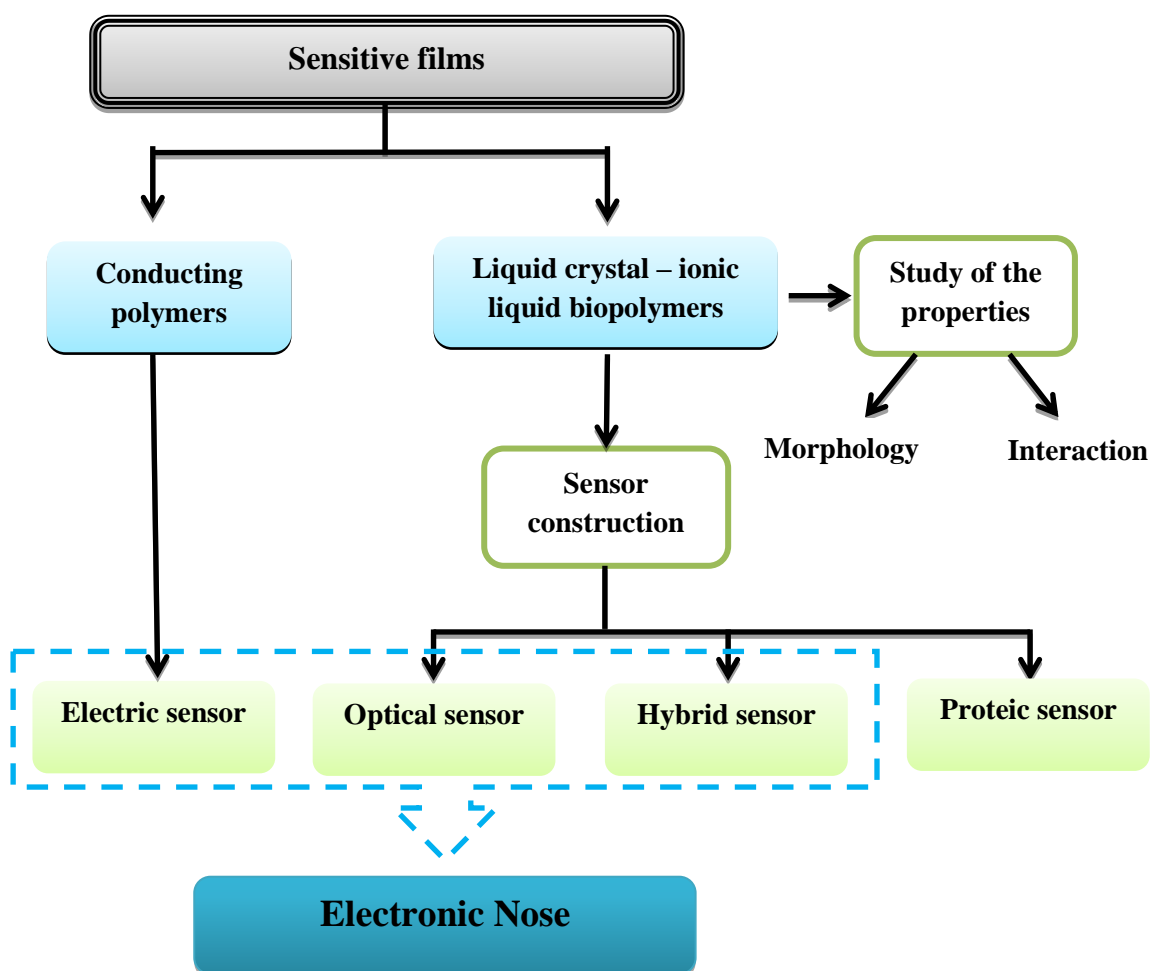 Sensitive films
Conducting
polymers
Liquid crystal – ionic
liquid biopolymers
Study of the
properties
Morphology
Interaction
Sensor
construction
Electric sensor
Optical sensor
Hybrid sensor
Proteic sensor
Electronic Nose